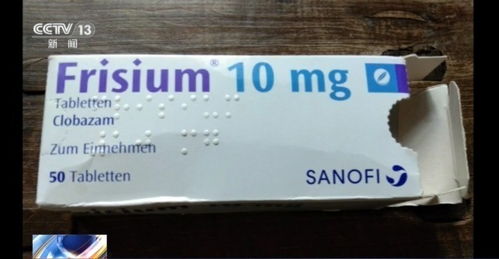 CCTV 13
新闻
Frisium® 10 mg
Tabletten
Clobazam
Zum Einnehmen
50 Tabletten
SANOFI